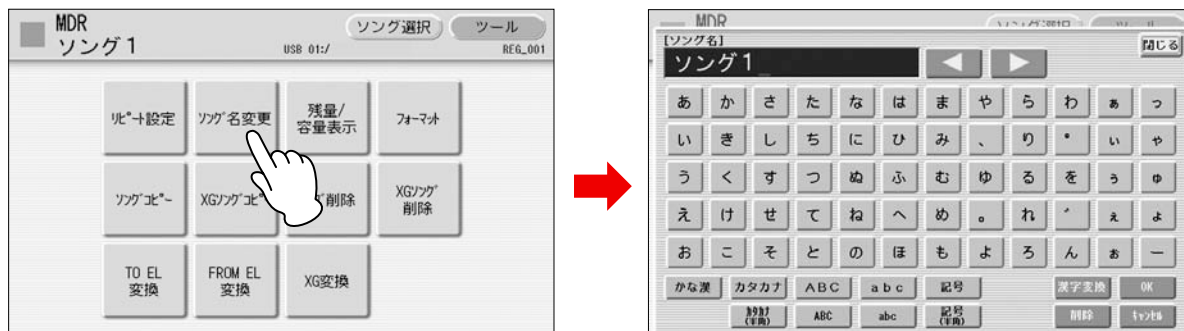 MDR
ソング1
ソング選択
ツール
USB 01:/
REG_001
ﾘﾋﾟｰﾄ設定
ｿﾝｸﾞ名変更
残量/
容量表示
ﾌｫｰﾏｯﾄ
ｿﾝｸﾞｺﾋﾟｰ
XGｿﾝｸﾞｺﾋﾟ
削除
XGｿﾝｸﾞ
削除
TO EL
変換
FROM EL
変換
XG変換
MDR
[ソング名]
ソング1_
閉じる
あ か さ た な は ま や ら わ ぁ っ
い き し ち に ひ み 、 り ゛ ぃ ゃ
う く す つ ぬ ふ む ゆ る を ぅ ゅ
え け せ て ね へ め 。 れ ゛ ぇ ょ
お こ そ と の ほ も よ ろ ん ぉ ー
かな漢 カタカナ ABC abc 記号 漢字変換 OK
ｶﾀｶﾅ
(半角)
ABC abc
記号
(半角)
削除 ｷｬﾝｾﾙ